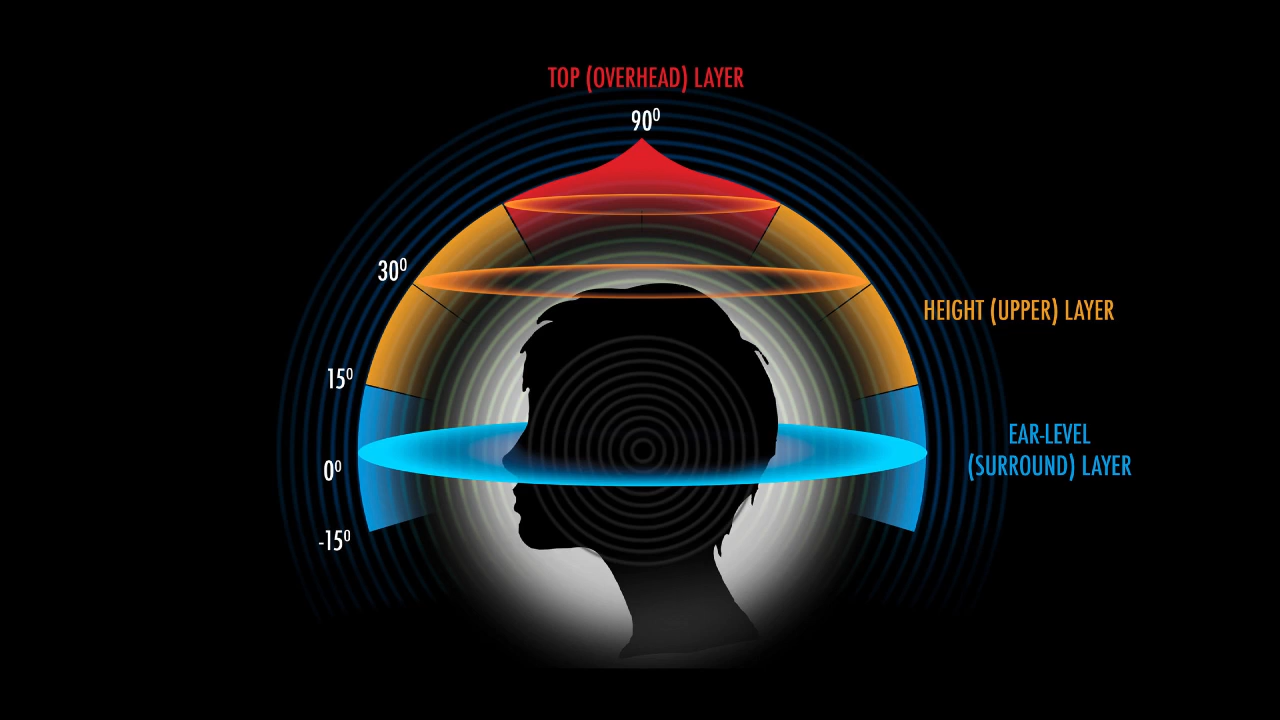 TOP (OVERHEAD) LAYER
90⁰
30⁰
HEIGHT (UPPER) LAYER
15⁰
EAR-LEVEL
(SURROUND) LAYER
0⁰
-15⁰